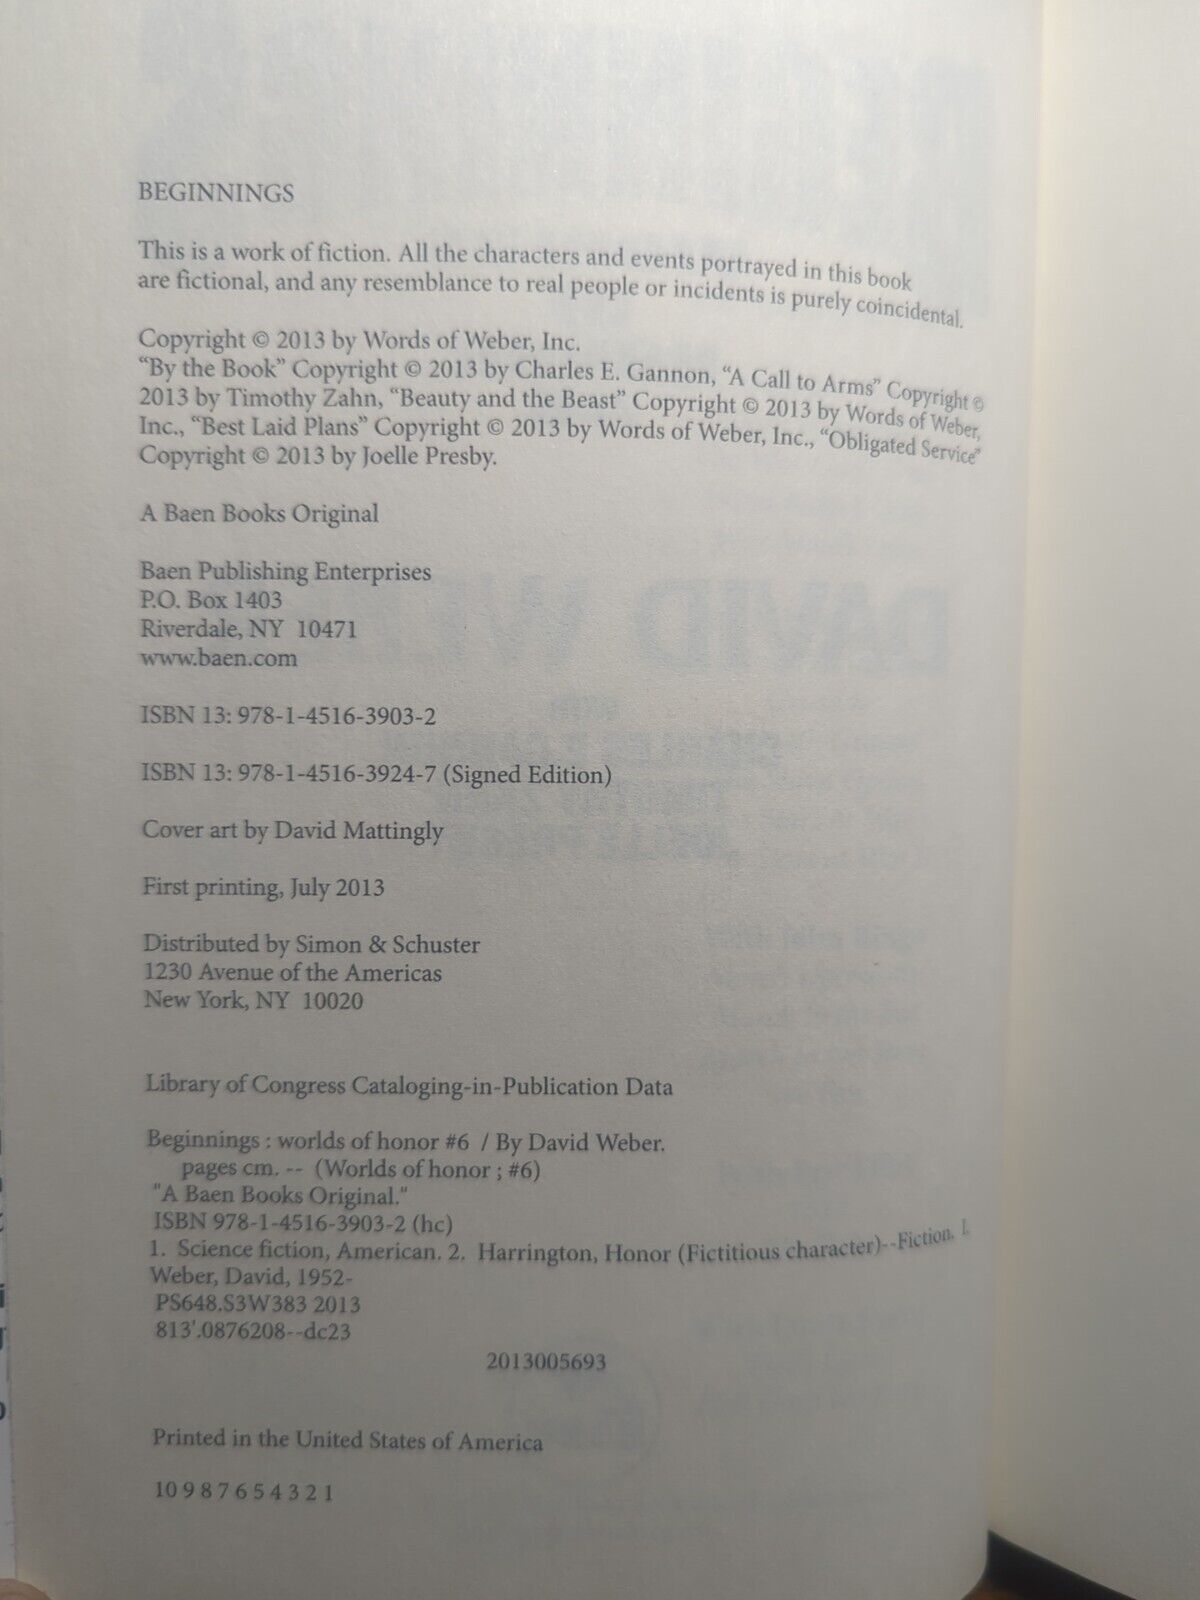 BEGINNINGS
This is a work of fiction. All the characters and events portrayed in this book
are fictional, and any resemblance to real people or incidents is purely coincidental.
Copyright © 2013 by Words of Weber, Inc.
“By the Book” Copyright © 2013 by Charles E. Gannon, “A Call to Arms” Copyright ©
2013 by Timothy Zahn, “Beauty and the Beast” Copyright © 2013 by Words of Weber,
Inc., “Best Laid Plans” Copyright © 2013 by Words of Weber, Inc., “Obligated Service”
Copyright © 2013 by Joelle Presby.
A Baen Books Original
Baen Publishing Enterprises
P.O. Box 1403
Riverdale, NY 10471
www.baen.com
ISBN 13: 978-1-4516-3903-2
ISBN 13: 978-1-4516-3924-7 (Signed Edition)
Cover art by David Mattingly
First printing, July 2013
Distributed by Simon & Schuster
1230 Avenue of the Americas
New York, NY 10020
Library of Congress Cataloging-in-Publication Data
Beginnings : worlds of honor #6 / By David Weber.
pages cm. -- (Worlds of honor ; #6)
"A Baen Books Original."
ISBN 978-1-4516-3903-2 (hc)
1. Science fiction, American. 2. Harrington, Honor (Fictitious character)--Fiction. I.
Weber, David, 1952-
PS648.S3W383 2013
813'.0876208--dc23
2013005693
Printed in the United States of America
10 9 8 7 6 5 4 3 2 1